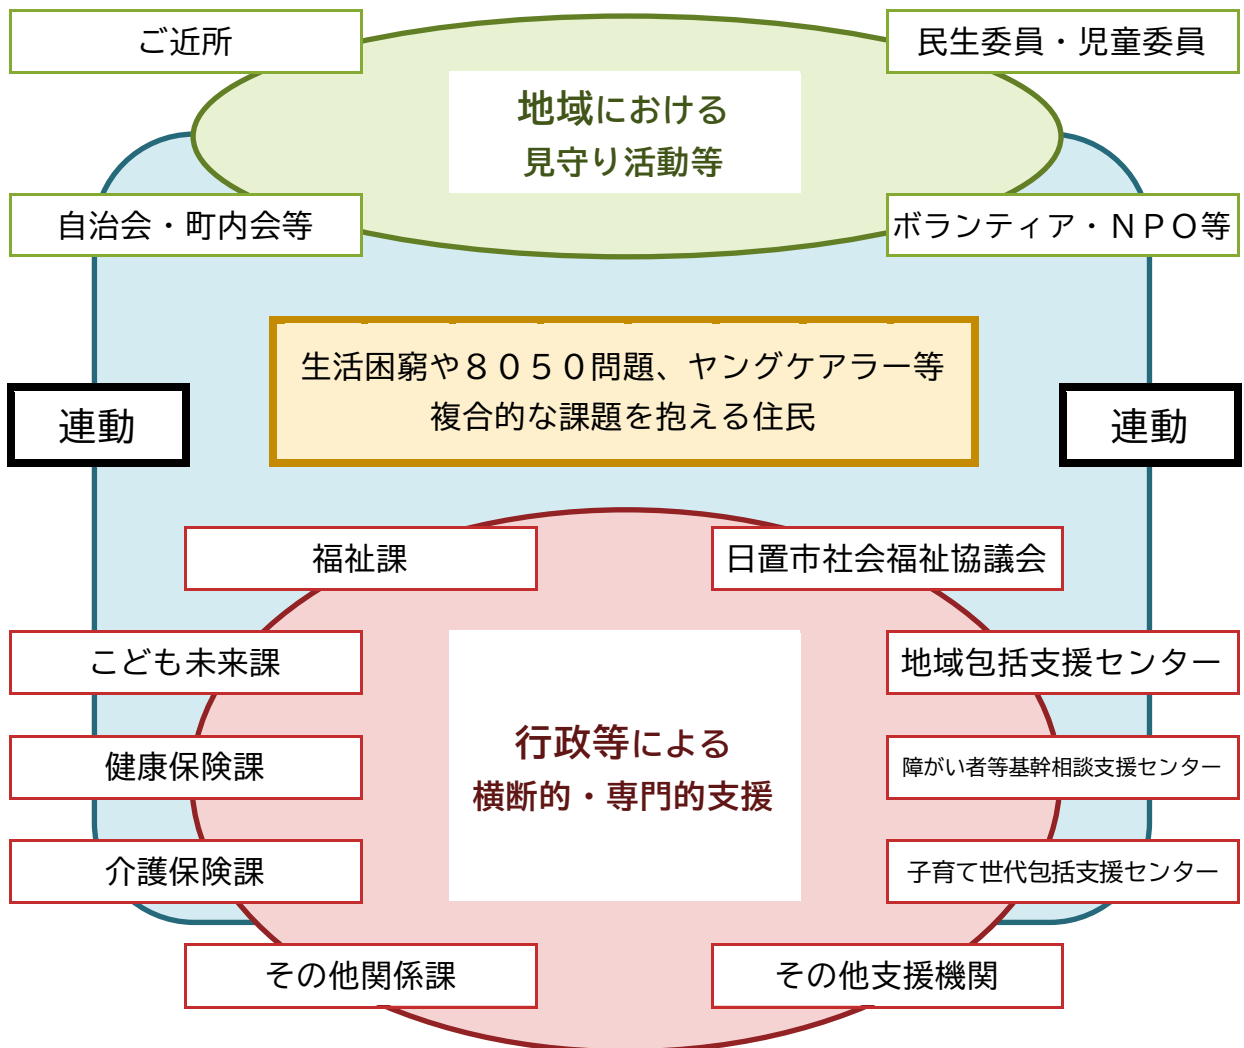 ご近所
民生委員・児童委員
地域における
見守り活動等
自治会・町内会等
ボランティア・ＮＰＯ等
生活困窮や８０５０問題、ヤングケアラー等
複合的な課題を抱える住民
連動
連動
福祉課
日置市社会福祉協議会
こども未来課
地域包括支援センター
行政等による
横断的・専門的支援
健康保険課
障がい者等基幹相談支援センター
介護保険課
子育て世代包括支援センター
その他関係課
その他支援機関